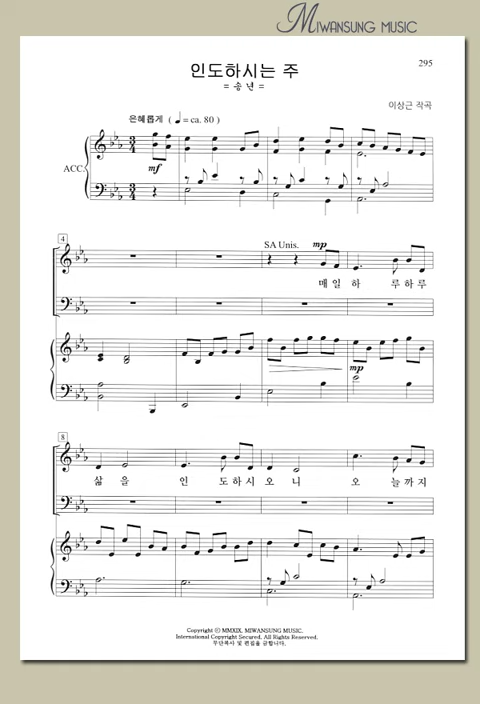 MIWANSUNG MUSIC
295
인도하시는 주
= 송년 =
이상근 작곡
은혜롭게 ( ♩ = ca. 80 )
ACC.
mf
4
SA Unis.
mp
매일하 루하루
mp
8
삶 을 인 도하시오니 오 늘까지
Copyright ⓒ MMXIX. MIWANSUNG MUSIC.
International Copyright Secured. All Rights Reserved.
무단복사 및 편집을 금합니다.